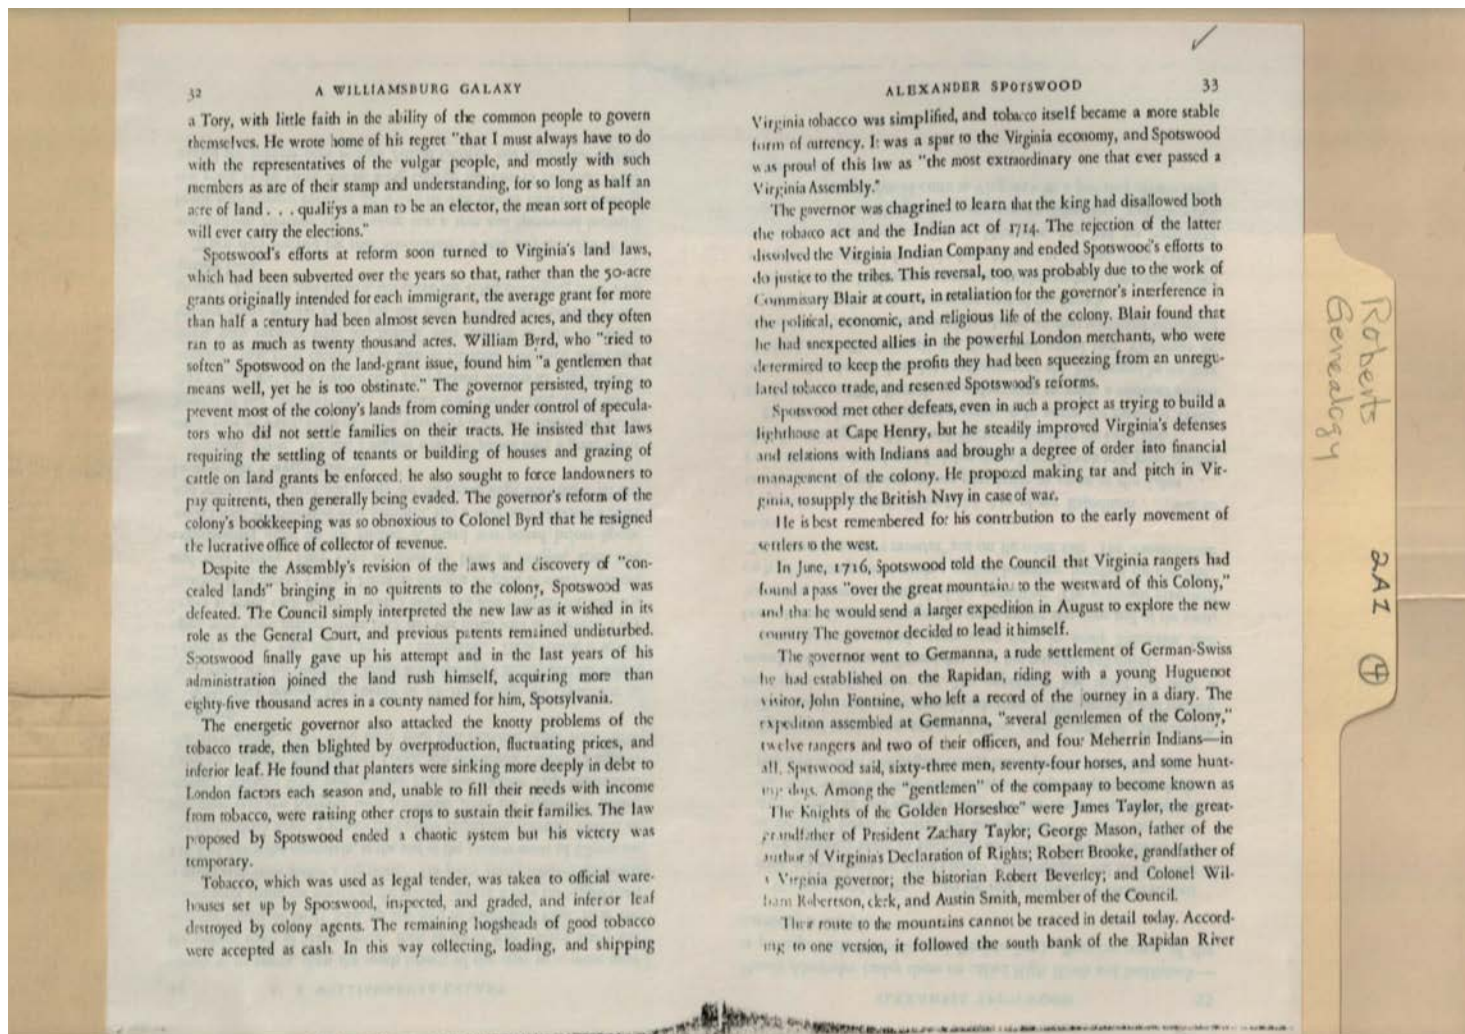 32 A WILLIAMSBURG GALAXY
a Tory, with little faith in the ability of the common people to govern
themselves. He wrote home of his regret "that I must always have to do
with the representatives of the vulgar people, and mostly with such
members as are of their stamp and understanding, for so long as half an
acre of land . . . qualifys a man to be an elector, the mean sort of people
will ever carry the elections."
Spotswood's efforts at reform soon turned to Virginia's land laws,
which had been subverted over the years so that, rather than the 50-acre
grants originally intended for each immigrant, the average grant for more
than half a century had been almost seven hundred acres, and they often
ran to as much as twenty thousand acres. William Byrd, who "tried to
soften" Spotswood on the land-grant issue, found him "a gentlemen that
means well, yet he is too obstinate." The governor persisted, trying to
prevent most of the colony's lands from coming under control of specula-
tors who did not settle families on their tracts. He insisted that laws
requiring the settling of tenants or building of houses and grazing of
cattle on land grants be enforced; he also sought to force landowners to
pay quitrents, then generally being evaded. The governor's reform of the
colony's bookkeeping was so obnoxious to Colonel Byrd that he resigned
the lucrative office of collector of revenue.
Despite the Assembly's revision of the laws and discovery of "con-
cealed lands" bringing in no quitrents to the colony, Spotswood was
defeated. The Council simply interpreted the new law as it wished in its
role as the General Court, and previous patents remained undisturbed.
Spotswood finally gave up his attempt and in the last years of his
administration joined the land rush himself, acquiring more than
eighty-five thousand acres in a county named for him, Spotsylvania.
The energetic governor also attacked the knotty problems of the
tobacco trade, then blighted by overproduction, fluctuating prices, and
inferior leaf. He found that planters were sinking more deeply in debt to
London factors each season and, unable to fill their needs with income
from tobacco, were raising other crops to sustain their families. The law
proposed by Spotswood ended a chaotic system but his victory was
temporary.
Tobacco, which was used as legal tender, was taken to official ware-
houses set up by Spotswood, inspected, and graded, and inferior leaf
destroyed by colony agents. The remaining hogsheads of good tobacco
were accepted as cash. In this way collecting, loading, and shipping
ALEXANDER SPOTSWOOD 33
Virginia tobacco was simplified, and tobacco itself became a more stable
form of currency. It was a spur to the Virginia economy, and Spotswood
was proud of this law as "the most extraordinary one that ever passed a
Virginia Assembly."
The governor was chagrined to learn that the king had disallowed both
the tobacco act and the Indian act of 1714. The rejection of the latter
dissolved the Virginia Indian Company and ended Spotswood's efforts to
do justice to the tribes. This reversal, too, was probably due to the work of
Commissary Blair at court, in retaliation for the governor's interference in
the political, economic, and religious life of the colony. Blair found that
he had unexpected allies in the powerful London merchants, who were
determired to keep the profits they had been squeezing from an unregu-
lated tobacco trade, and resented Spotswood's reforms.
Spotswood met other defeats, even in such a project as trying to build a
lighthouse at Cape Henry, but he steadily improved Virginia's defenses
and relations with Indians and brought a degree of order into financial
management of the colony. He proposed making tar and pitch in Vir-
ginia, to supply the British Navy in case of war.
He is best remembered for his contribution to the early movement of
settlers to the west.
In June, 1716, Spotswood told the Council that Virginia rangers had
found a pass "over the great mountains to the westward of this Colony,"
and that he would send a larger expedition in August to explore the new
country The governor decided to lead it himself.
The governor went to Germanna, a rude settlement of German-Swiss
he had established on the Rapidan, riding with a young Huguenot
visitor, John Fontaine, who left a record of the journey in a diary. The
expedition assembled at Germanna, "several gentlemen of the Colony,"
twelve rangers and two of their officers, and four Meherrin Indians—in
all, Spotswood said, sixty-three men, seventy-four horses, and some hunt-
ing dogs. Among the "gentlemen" of the company to become known as
"The Knights of the Golden Horseshoe" were James Taylor, the great-
grandfather of President Zachary Taylor; George Mason, father of the
author of Virginia's Declaration of Rights; Robert Brooke, grandfather of
a Virginia governor; the historian Robert Beverley; and Colonel Wil-
liam Robertson, clerk, and Austin Smith, member of the Council.
Their route to the mountains cannot be traced in detail today. Accord-
ing to one version, it followed the south bank of the Rapidan River
Roberts
Genealogy
2A1 4